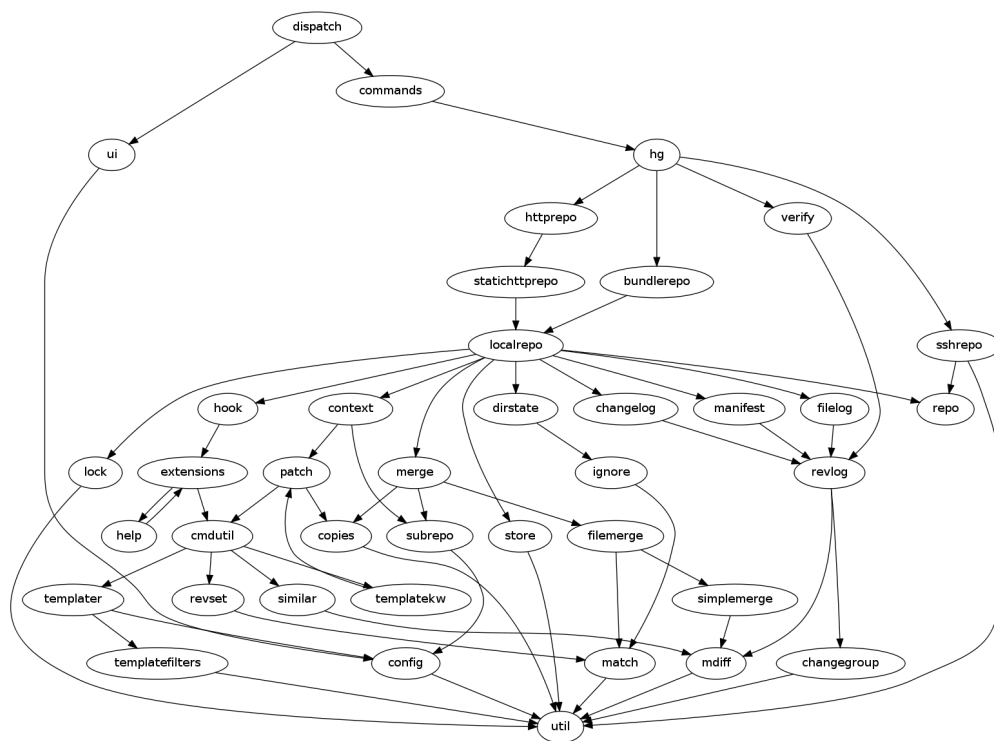 dispatch
commands
ui
hg
httprepo
verify
statichttprepo
bundlerepo
localrepo
sshrepo
hook
context
dirstate
changelog
manifest
filelog
repo
lock
extensions
patch
merge
ignore
revlog
help
cmdutil
copies
subrepo
store
filemerge
templater
revset
similar
templatekw
simplemerge
templatefilters
config
match
mdiff
changegroup
util